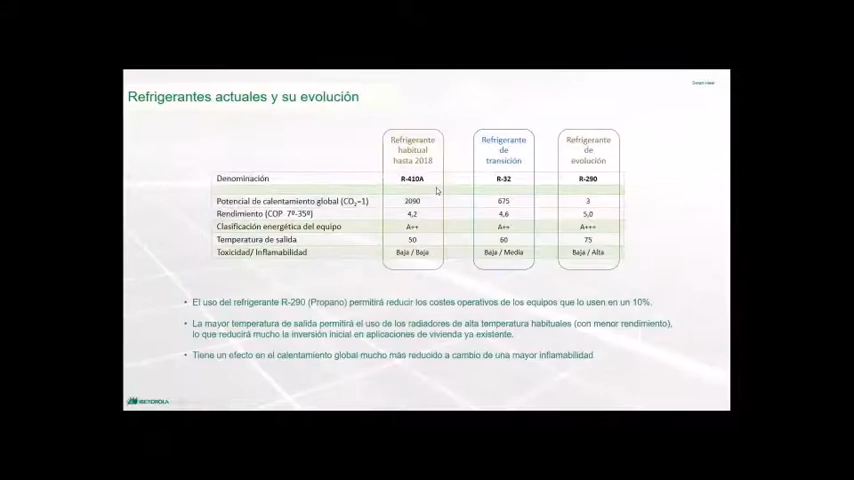 Refrigerantes actuales y su evolución
Refrigerante habitual hasta 2018
Refrigerante de transición
Refrigerante de evolución
Denominación R-410A R-32 R-290
Potencial de calentamiento global (CO2=1) 2090 675 3
Rendimiento (COP 7º-35º) 4,2 4,6 5,0
Clasificación energética del equipo A++ A++ A+++
Temperatura de salida 50 60 75
Toxicidad/ Inflamabilidad Baja / Baja Baja / Media Baja / Alta
• El uso del refrigerante R-290 (Propano) permitirá reducir los costes operativos de los equipos que lo usen en un 10%.
• La mayor temperatura de salida permitirá el uso de los radiadores de alta temperatura habituales (con menor rendimiento),
lo que reducirá mucho la inversión inicial en aplicaciones de vivienda ya existente.
• Tiene un efecto en el calentamiento global mucho más reducido a cambio de una mayor inflamabilidad
IBERDROLA